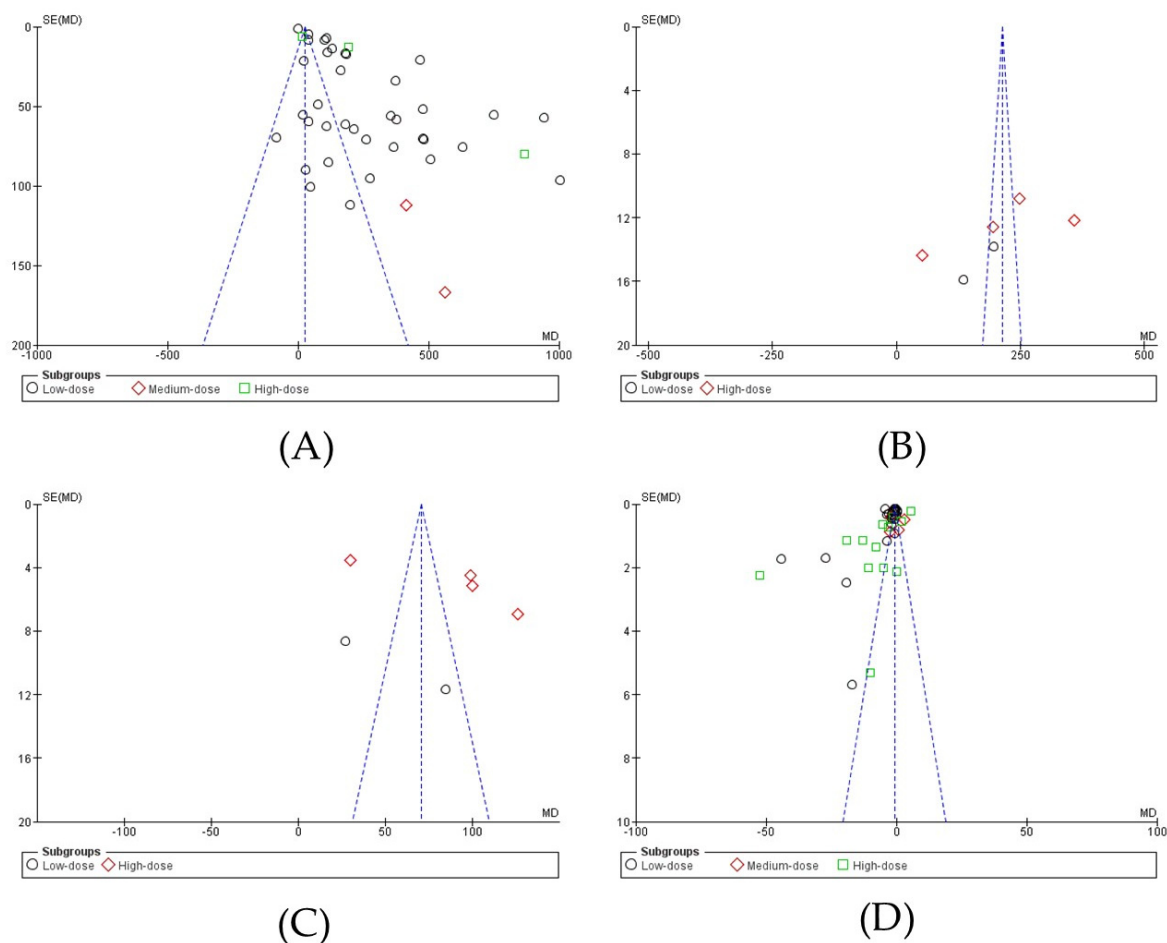 SE(MD)
0
50
100
150
200
-1000 -500 0 500 1000
MD
Subgroups
Low-dose Medium-dose High-dose
(A)
SE(MD)
0
4
8
12
16
20
-500 -250 0 250 500
MD
Subgroups
Low-dose High-dose
(B)
SE(MD)
0
4
8
12
16
20
-100 -50 0 50 100
MD
Subgroups
Low-dose High-dose
(C)
SE(MD)
0
2
4
6
8
10
-100 -50 0 50 100
MD
Subgroups
Low-dose Medium-dose High-dose
(D)